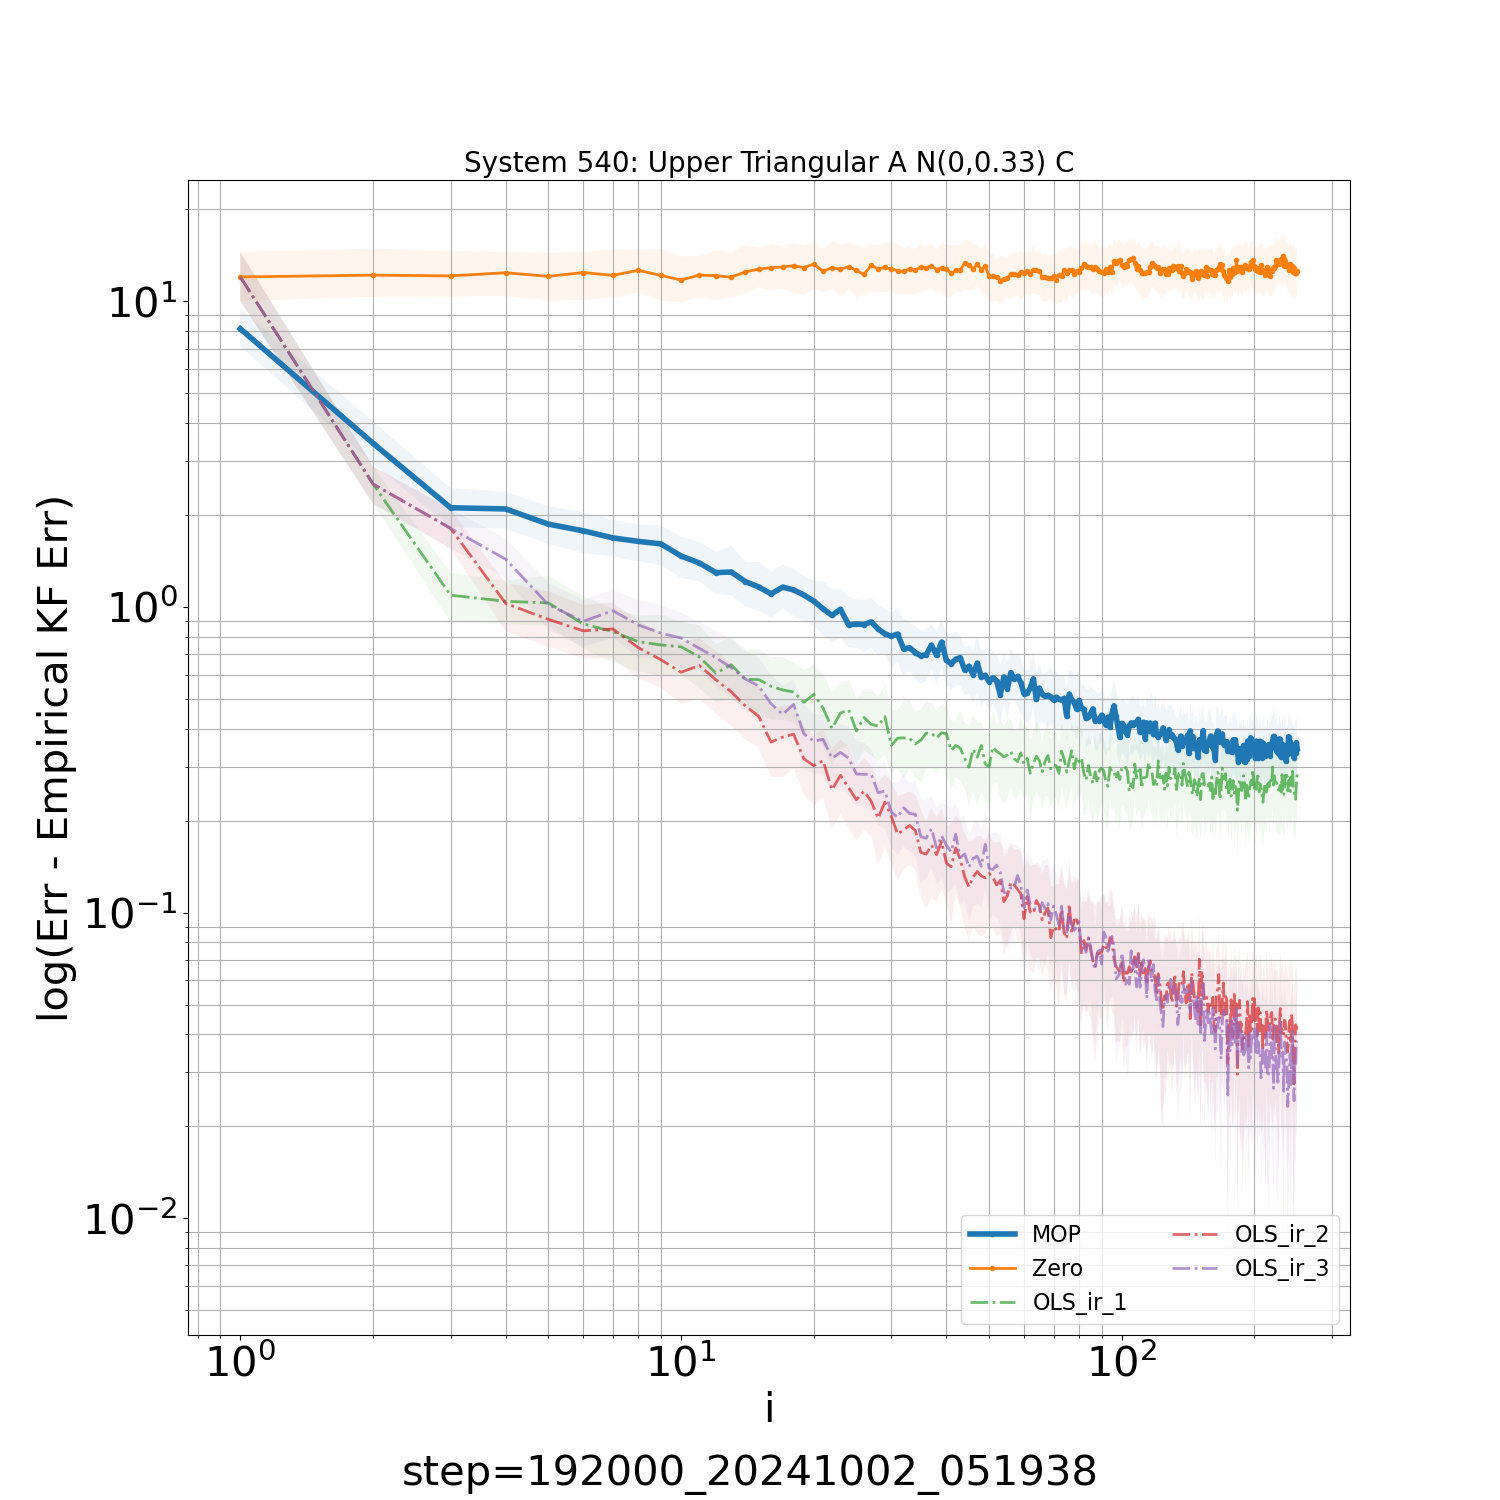 System 540: Upper Triangular A N(0,0.33) C
log(Err - Empirical KF Err)
10¹
10⁰
10⁻¹
10⁻²
10⁰ 10¹ 10²
i
step=192000_20241002_051938
MOP
Zero
OLS_ir_1
OLS_ir_2
OLS_ir_3